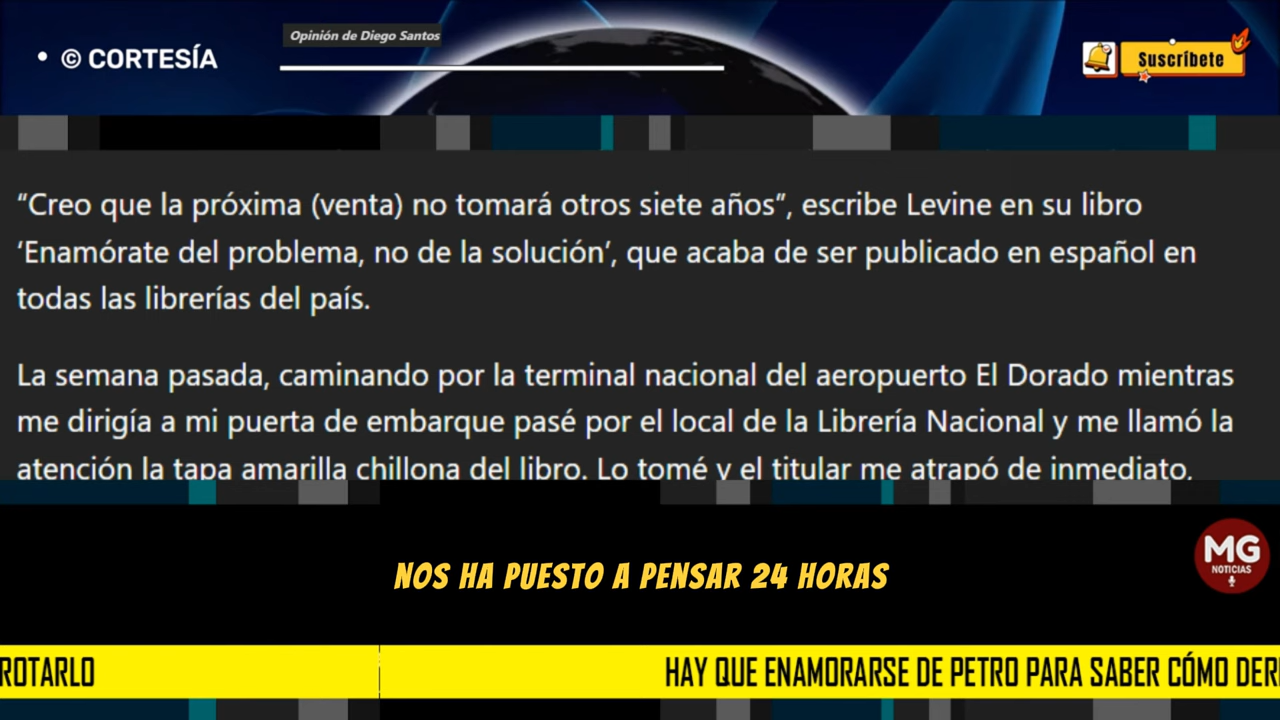 • © CORTESÍA
Opinión de Diego Santos
Suscríbete
“Creo que la próxima (venta) no tomará otros siete años”, escribe Levine en su libro
‘Enamórate del problema, no de la solución’, que acaba de ser publicado en español en
todas las librerías del país.
La semana pasada, caminando por la terminal nacional del aeropuerto El Dorado mientras
me dirigía a mi puerta de embarque pasé por el local de la Librería Nacional y me llamó la
atención la tapa amarilla chillona del libro. Lo tomé y el titular me atrapó de inmediato,
NOS HA PUESTO A PENSAR 24 HORAS
MG
NOTICIAS
ROTARLO
HAY QUE ENAMORARSE DE PETRO PARA SABER CÓMO DER